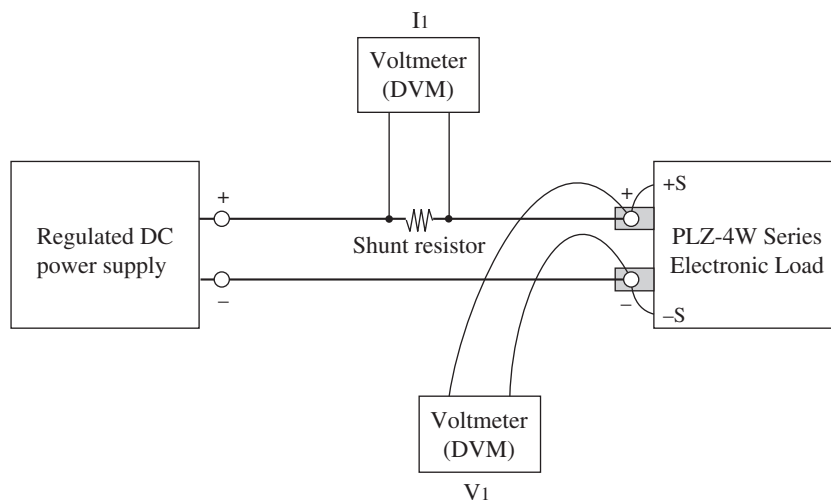 I1
Voltmeter
(DVM)
+
+
+S
Regulated DC
power supply
Shunt resistor
PLZ-4W Series
Electronic Load
–
–
–S
Voltmeter
(DVM)
V1